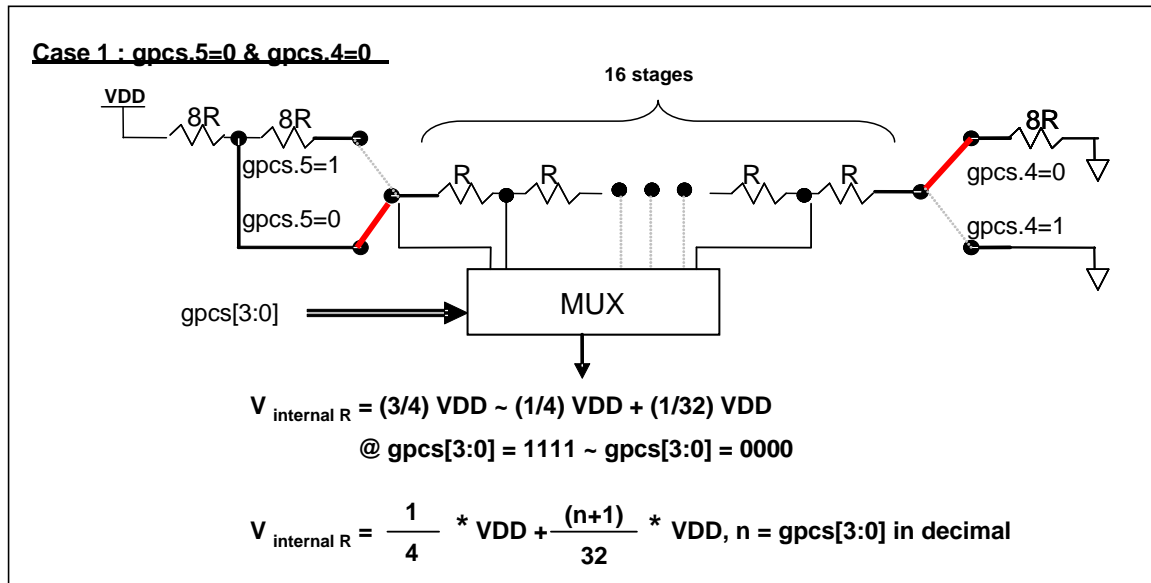 Case 1 : gpcs.5=0 & gpcs.4=0
16 stages
VDD
8R 8R 8R
gpcs.5=1 R R R R gpcs.4=0
gpcs.5=0 gpcs.4=1
MUX
gpcs[3:0]
V internal R = (3/4) VDD ~ (1/4) VDD + (1/32) VDD
@ gpcs[3:0] = 1111 ~ gpcs[3:0] = 0000
V internal R = 1/4 * VDD + (n+1)/32 * VDD, n = gpcs[3:0] in decimal